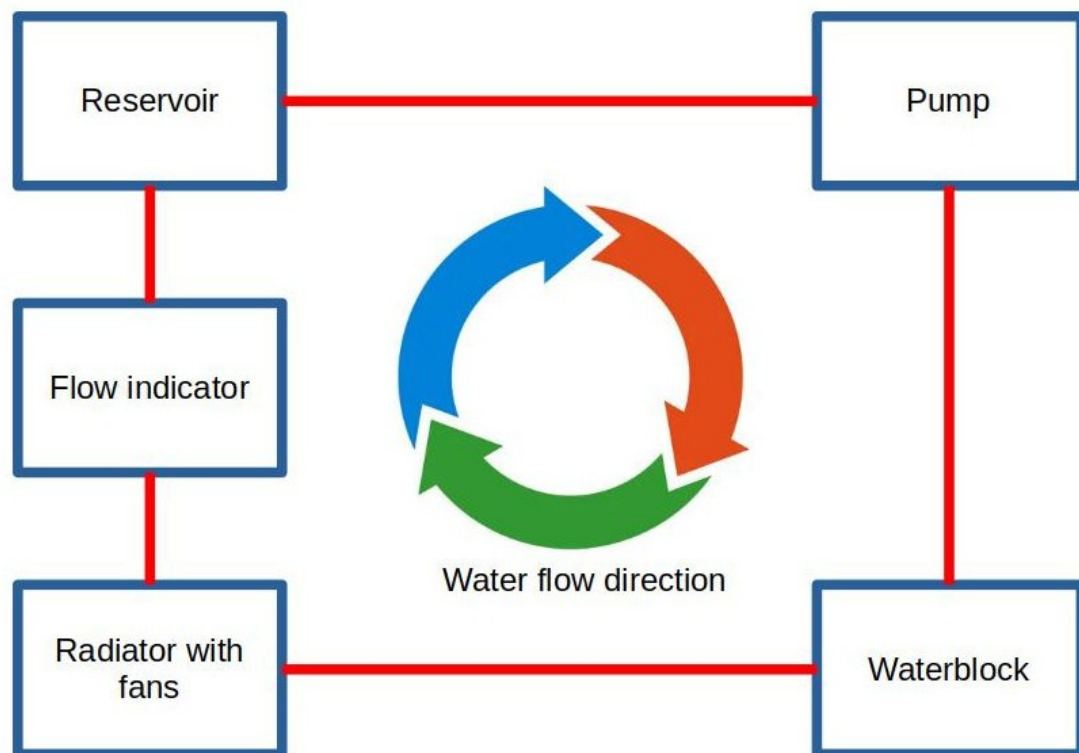 Reservoir
Pump
Flow indicator
Water flow direction
Radiator with
fans
Waterblock